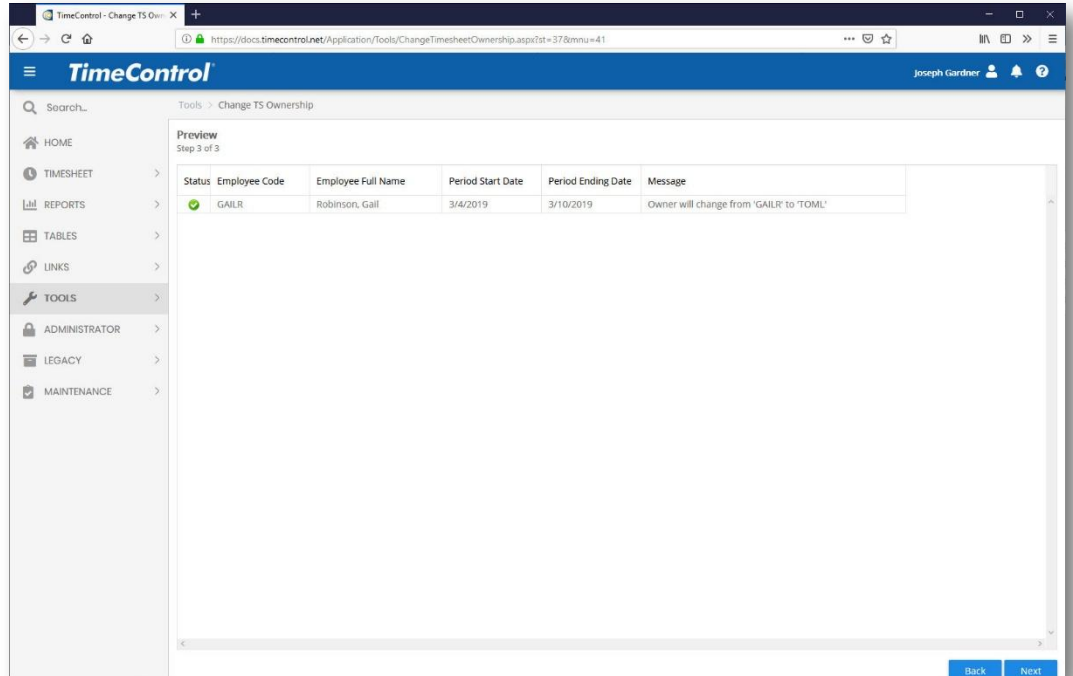 TimeControl - Change TS Own
https://docs.timecontrol.net/Application/Tools/ChangeTimesheetOwnership.aspx?st=37&mnu=41
TimeControl
Joseph Gardner
Search...
Tools > Change TS Ownership
HOME
TIMESHEET
REPORTS
TABLES
LINKS
TOOLS
ADMINISTRATOR
LEGACY
MAINTENANCE
Preview
Step 3 of 3
Status Employee Code Employee Full Name Period Start Date Period Ending Date Message
GAILR Robinson, Gail 3/4/2019 3/10/2019 Owner will change from 'GAILR' to 'TOML'
Back Next